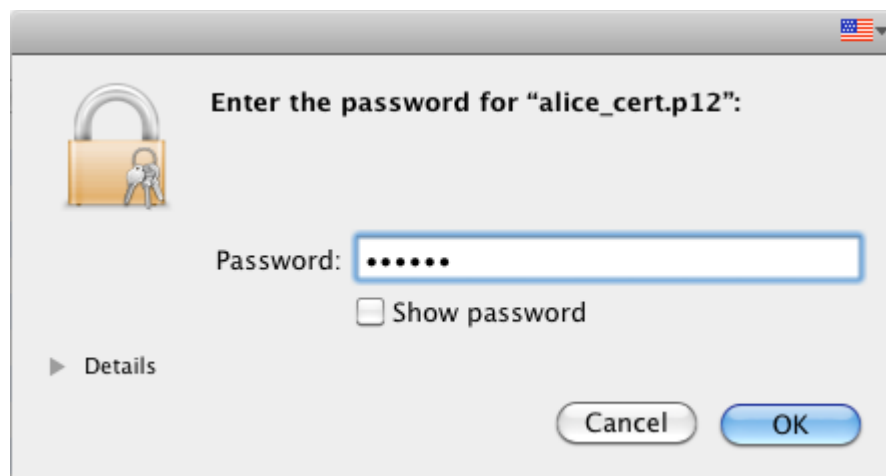 Enter the password for “alice_cert.p12”:
Password: ••••••
Show password
Details
Cancel OK